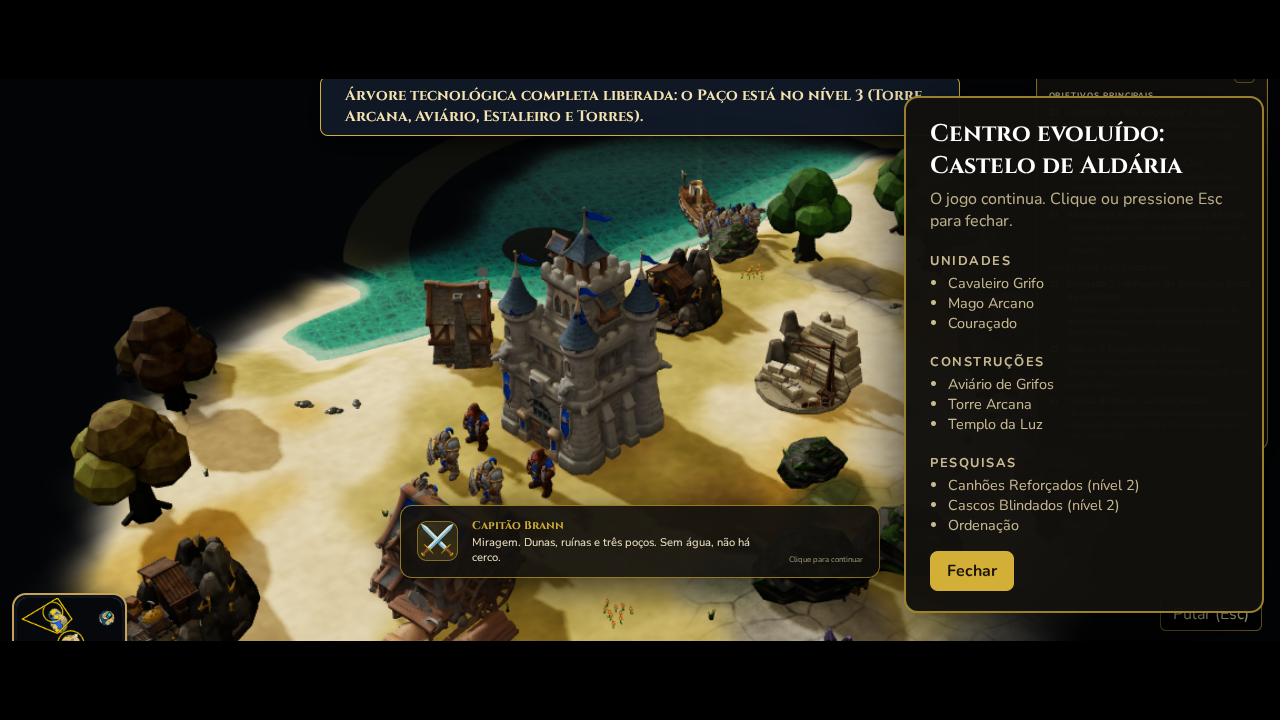 Árvore tecnológica completa liberada: o Paço está no nível 3 (Torre
Arcana, Aviário, Estaleiro e Torres).
OBJETIVOS PRINCIPAIS
Centro evoluído:
Castelo de Aldária
O jogo continua. Clique ou pressione Esc
para fechar.
UNIDADES
Cavaleiro Grifo
Mago Arcano
Couraçado
CONSTRUÇÕES
Aviário de Grifos
Torre Arcana
Templo da Luz
PESQUISAS
Canhões Reforçados (nível 2)
Cascos Blindados (nível 2)
Ordenação
Fechar
Pular (Esc)
Capitão Brann
Miragem. Dunas, ruínas e três poços. Sem água, não há
cerco.
Clique para continuar